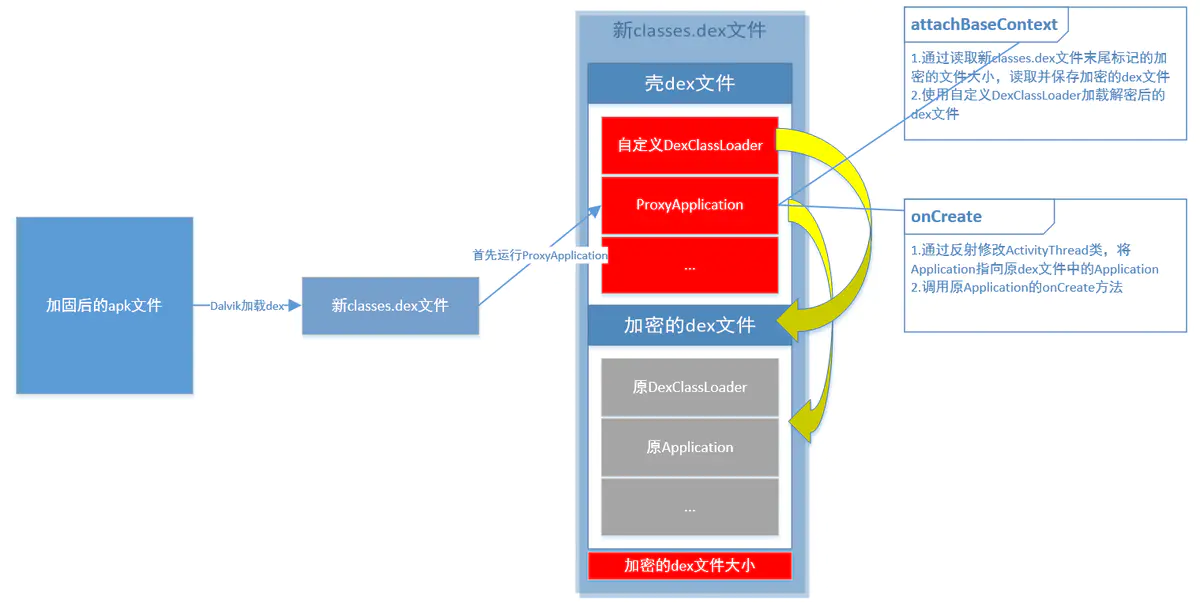 加固后的apk文件
Dalvik加载dex
新classes.dex文件
首先运行ProxyApplication
新classes.dex文件
壳dex文件
自定义DexClassLoader
ProxyApplication
...
加密的dex文件
原DexClassLoader
原Application
...
加密的dex文件大小
attachBaseContext
1.通过读取新classes.dex文件末尾标记的加
密的文件大小，读取并保存加密的dex文件
2.使用自定义DexClassLoader加载解密后的
dex文件
onCreate
1.通过反射修改ActivityThread类，将
Application指向原dex文件中的Application
2.调用原Application的onCreate方法